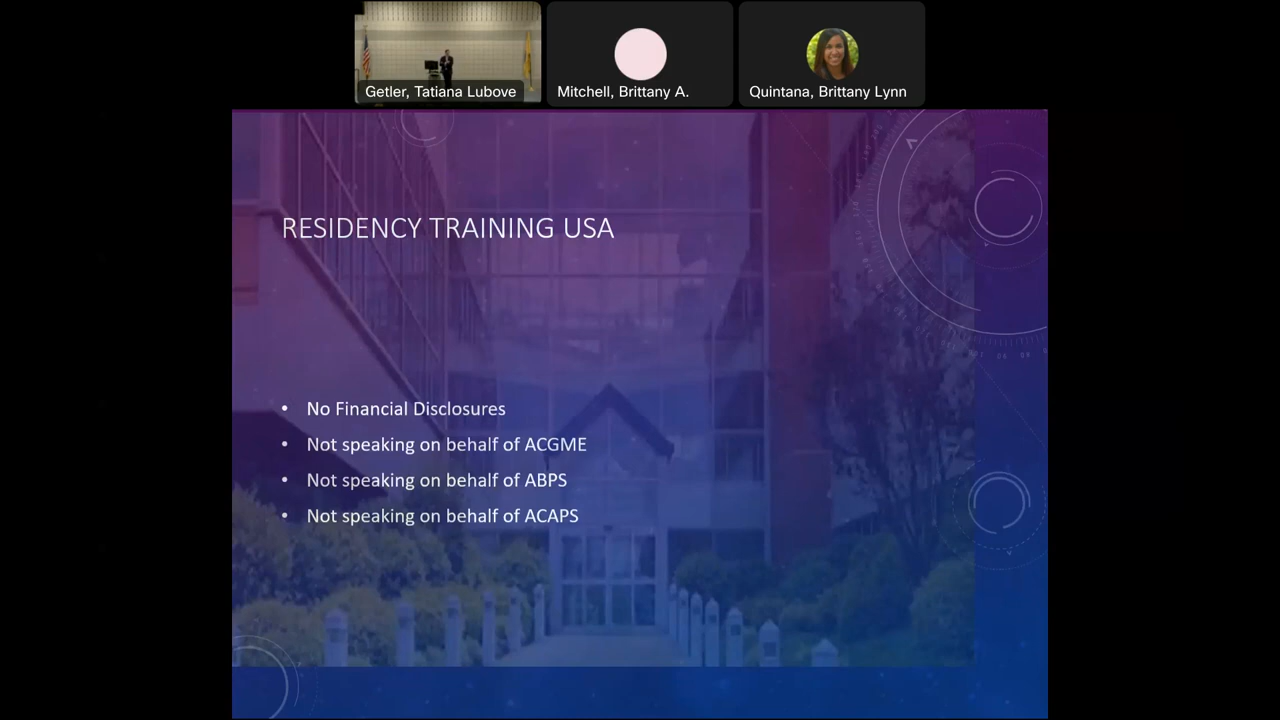 Getler, Tatiana Lubove
Mitchell, Brittany A.
Quintana, Brittany Lynn
RESIDENCY TRAINING USA
• No Financial Disclosures
• Not speaking on behalf of ACGME
• Not speaking on behalf of ABPS
• Not speaking on behalf of ACAPS